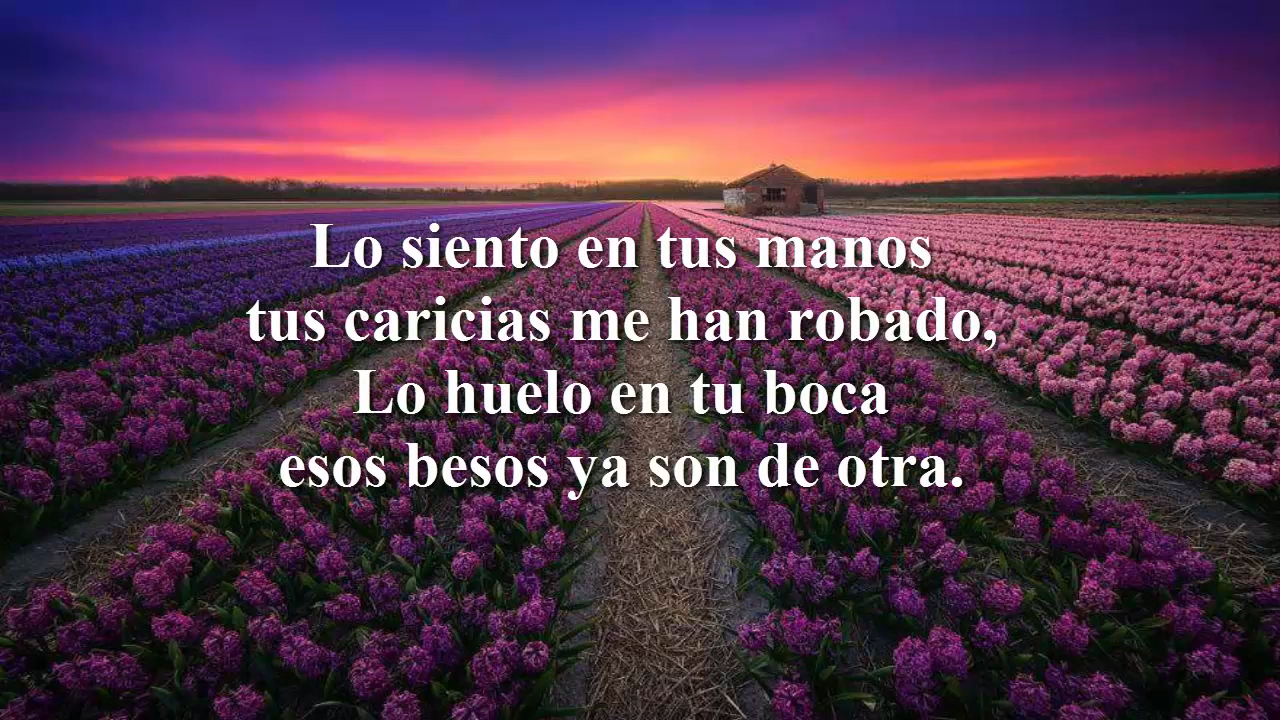 Lo siento en tus manos
tus caricias me han robado,
Lo huelo en tu boca
esos besos ya son de otra.